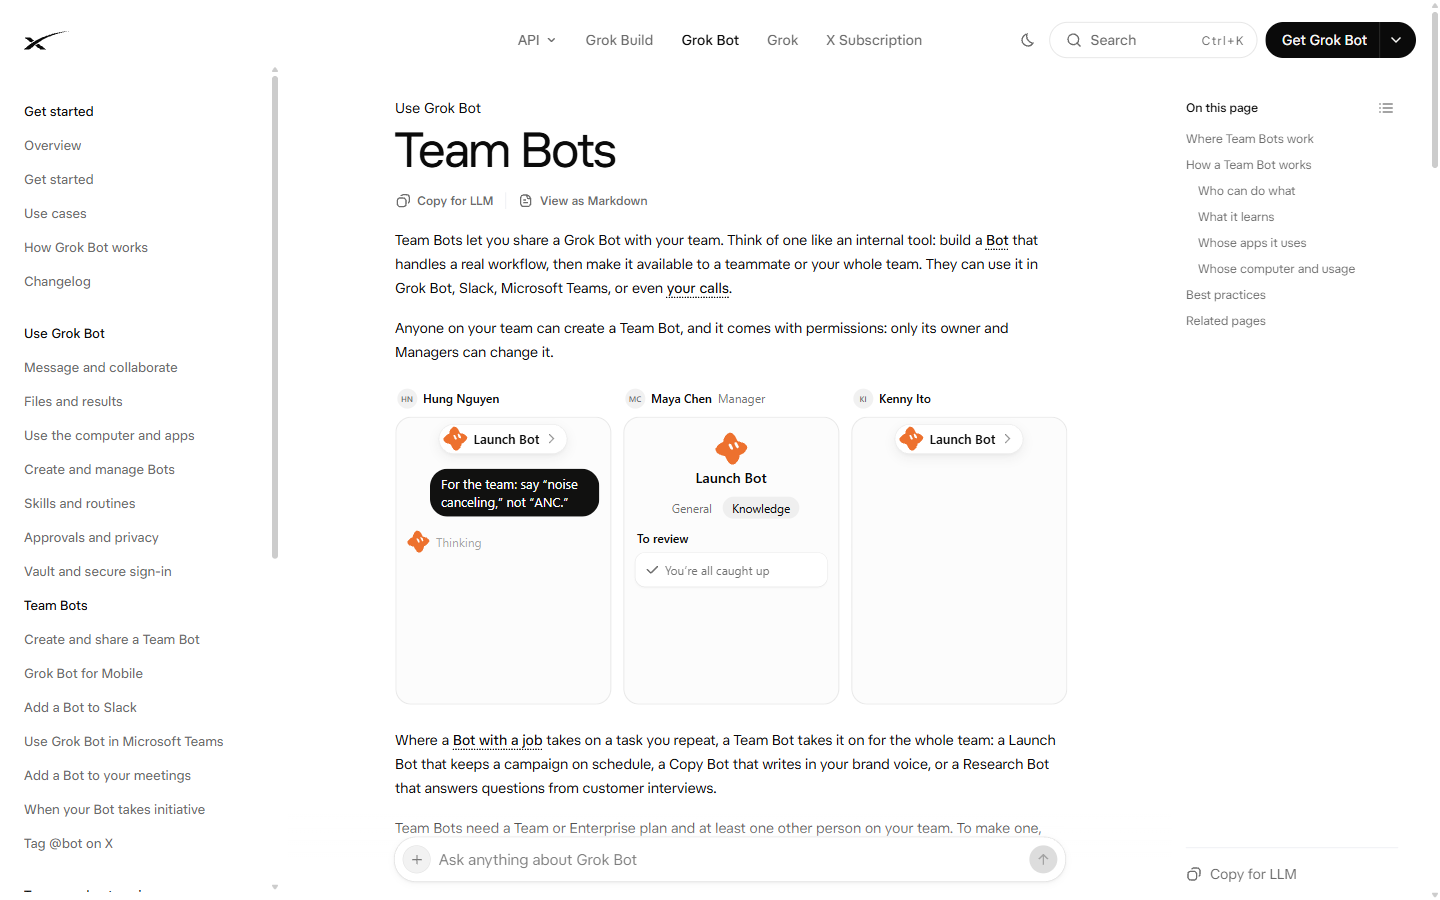 API
Grok Build
Grok Bot
Grok
X Subscription
Search
Ctrl+K
Get Grok Bot
Get started
Overview
Get started
Use cases
How Grok Bot works
Changelog
Use Grok Bot
Message and collaborate
Files and results
Use the computer and apps
Create and manage Bots
Skills and routines
Approvals and privacy
Vault and secure sign-in
Team Bots
Create and share a Team Bot
Grok Bot for Mobile
Add a Bot to Slack
Use Grok Bot in Microsoft Teams
Add a Bot to your meetings
When your Bot takes initiative
Tag @bot on X
Use Grok Bot
Team Bots
Copy for LLM
View as Markdown
Team Bots let you share a Grok Bot with your team. Think of one like an internal tool: build a Bot that
handles a real workflow, then make it available to a teammate or your whole team. They can use it in
Grok Bot, Slack, Microsoft Teams, or even your calls.
Anyone on your team can create a Team Bot, and it comes with permissions: only its owner and
Managers can change it.
HN Hung Nguyen
Launch Bot
For the team: say “noise
canceling,” not “ANC.”
Thinking
MC Maya Chen Manager
Launch Bot
General
Knowledge
To review
You’re all caught up
KI Kenny Ito
Launch Bot
Where a Bot with a job takes on a task you repeat, a Team Bot takes it on for the whole team: a Launch
Bot that keeps a campaign on schedule, a Copy Bot that writes in your brand voice, or a Research Bot
that answers questions from customer interviews.
Team Bots need a Team or Enterprise plan and at least one other person on your team. To make one,
Ask anything about Grok Bot
On this page
Where Team Bots work
How a Team Bot works
Who can do what
What it learns
Whose apps it uses
Whose computer and usage
Best practices
Related pages
Copy for LLM